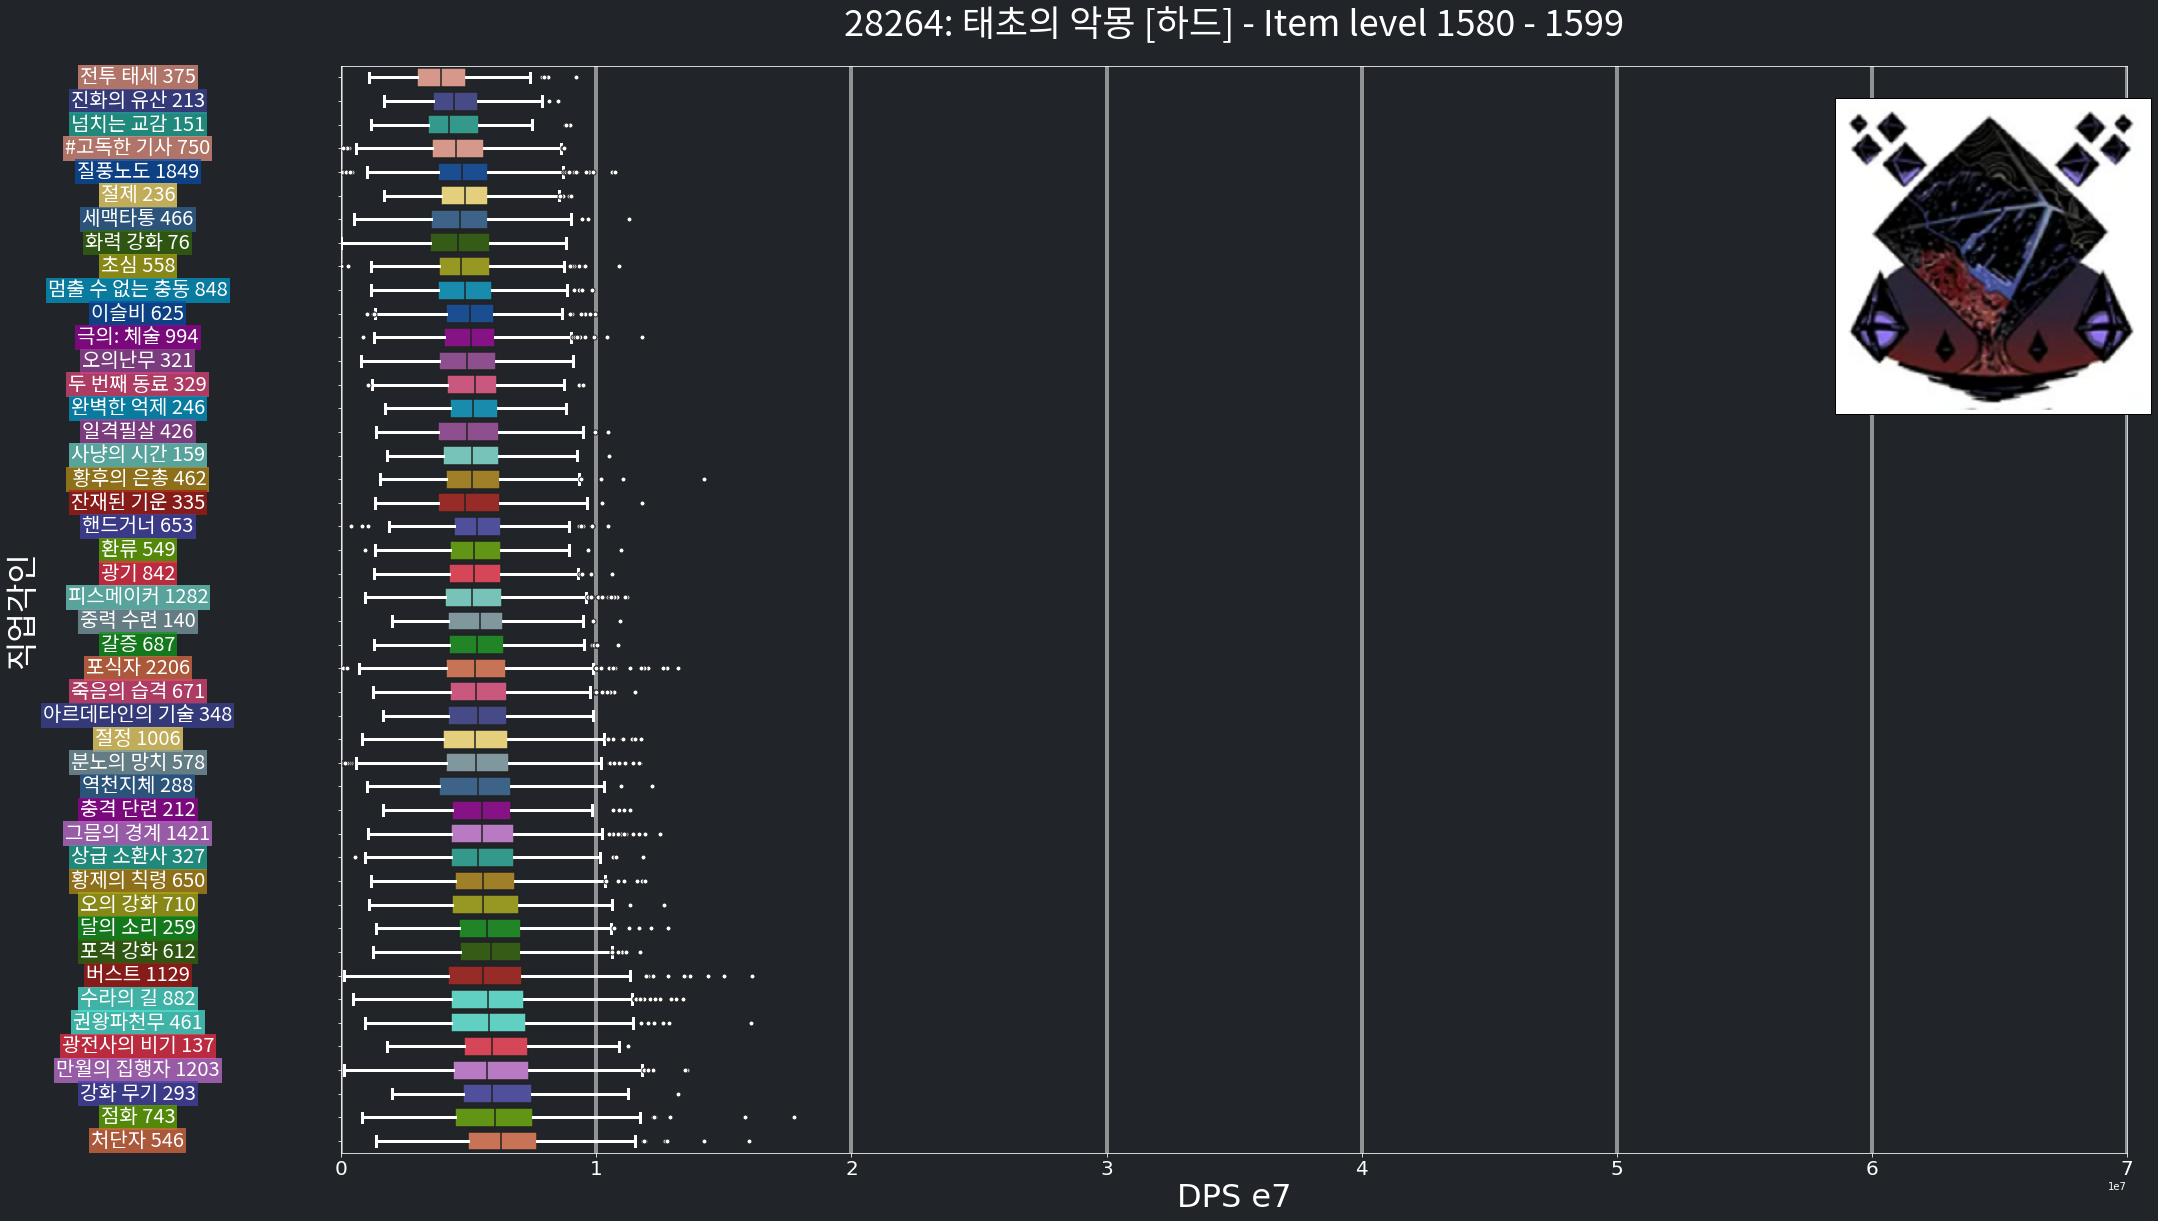 28264: 태초의 악몽 [하드] - Item level 1580 - 1599
직업각인
전투 태세 375
진화의 유산 213
넘치는 교감 151
#고독한 기사 750
질풍노도 1849
절제 236
세맥타통 466
화력 강화 76
초심 558
멈출 수 없는 충동 848
이슬비 625
극의: 체술 994
오의난무 321
두 번째 동료 329
완벽한 억제 246
일격필살 426
사냥의 시간 159
황후의 은총 462
잔재된 기운 335
핸드거너 653
환류 549
광기 842
피스메이커 1282
중력 수련 140
갈증 687
포식자 2206
죽음의 습격 671
아르데타인의 기술 348
절정 1006
분노의 망치 578
역천지체 288
충격 단련 212
그믐의 경계 1421
상급 소환사 327
황제의 칙령 650
오의 강화 710
달의 소리 259
포격 강화 612
버스트 1129
수라의 길 882
권왕파천무 461
광전사의 비기 137
만월의 집행자 1203
강화 무기 293
점화 743
처단자 546
0 1 2 3 4 5 6 7
1e7
DPS e7